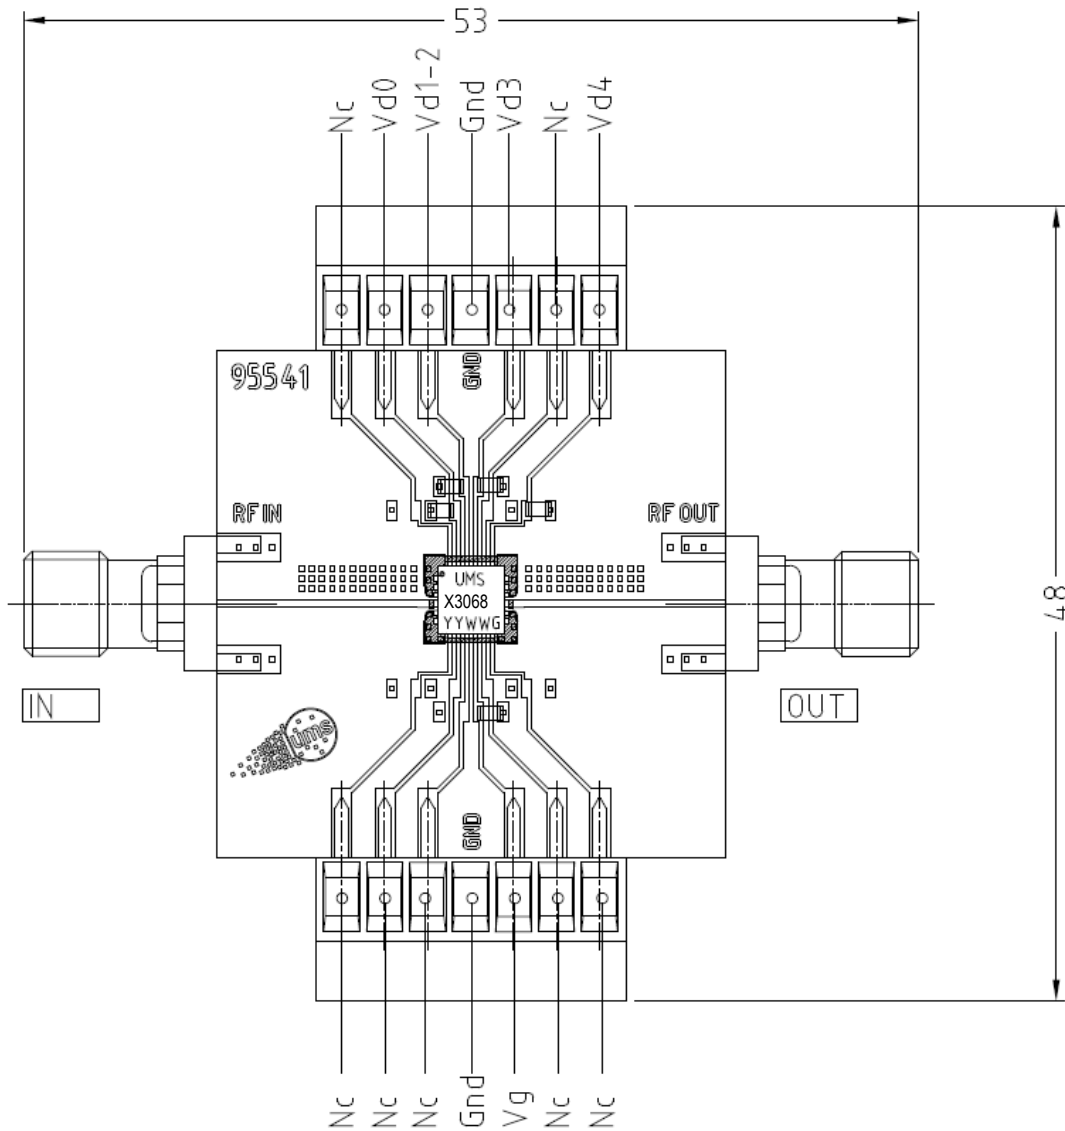 53
Nc
Vd0
Vd1-2
Gnd
Vd3
Nc
Vd4
48
95541
GND
RF IN
RF OUT
UMS
X3068
YYWWG
IN
OUT
ums
GND
Nc
Nc
Nc
Gnd
Vg
Nc
Nc